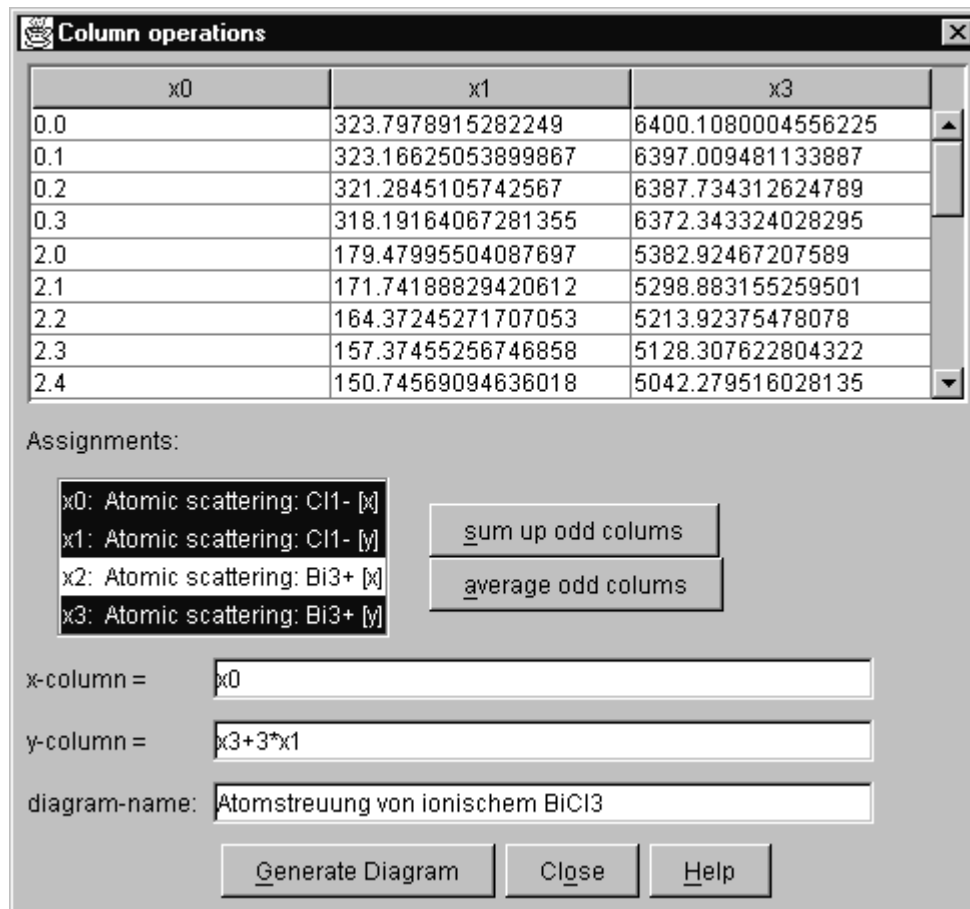 Column operations
x0 x1 x3
0.0 323.7978915282249 6400.1080004556225
0.1 323.16625053899867 6397.009481133887
0.2 321.2845105742567 6387.734312624789
0.3 318.19164067281355 6372.343324028295
2.0 179.47995504087697 5382.92467207589
2.1 171.74188829420612 5298.883155259501
2.2 164.37245271707053 5213.92375478078
2.3 157.37455256746858 5128.307622804322
2.4 150.74569094636018 5042.279516028135
Assignments:
x0: Atomic scattering: Cl1- [x]
x1: Atomic scattering: Cl1- [y]
x2: Atomic scattering: Bi3+ [x]
x3: Atomic scattering: Bi3+ [y]
sum up odd colums
average odd colums
x-column = x0
y-column = x3+3*x1
diagram-name: Atomstreuung von ionischem BiCl3
Generate Diagram Close Help